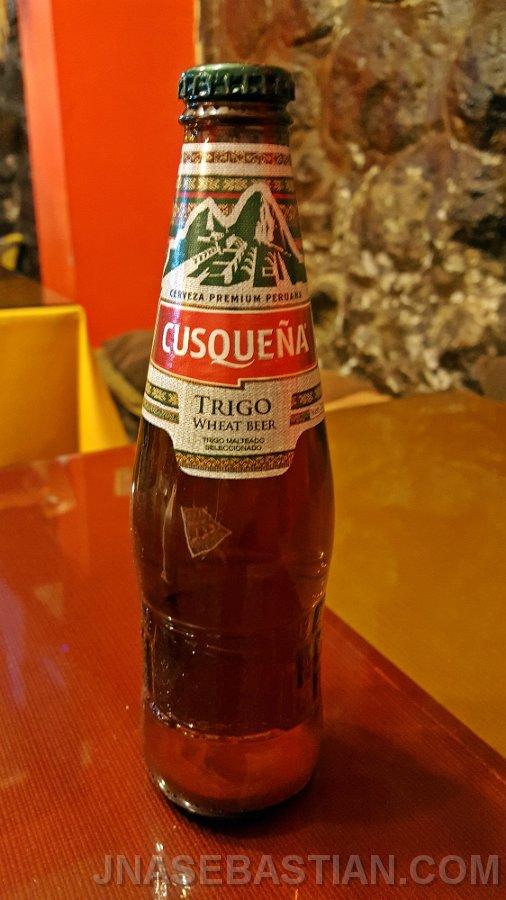 CERVEZA PREMIUM PERUANA
CUSQUEÑA
TRIGO
WHEAT BEER
TRIGO MALTEADO
SELECCIONADO
JNASEBASTIAN.COM